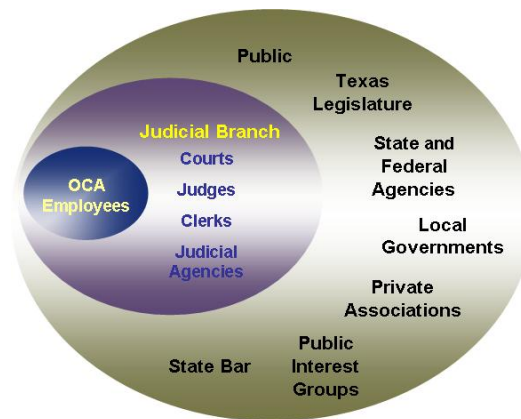 Public
Texas
Legislature
Judicial Branch
Courts
State and
Federal
Agencies
OCA
Employees
Judges
Clerks
Local
Governments
Judicial
Agencies
Private
Associations
State Bar
Public
Interest
Groups